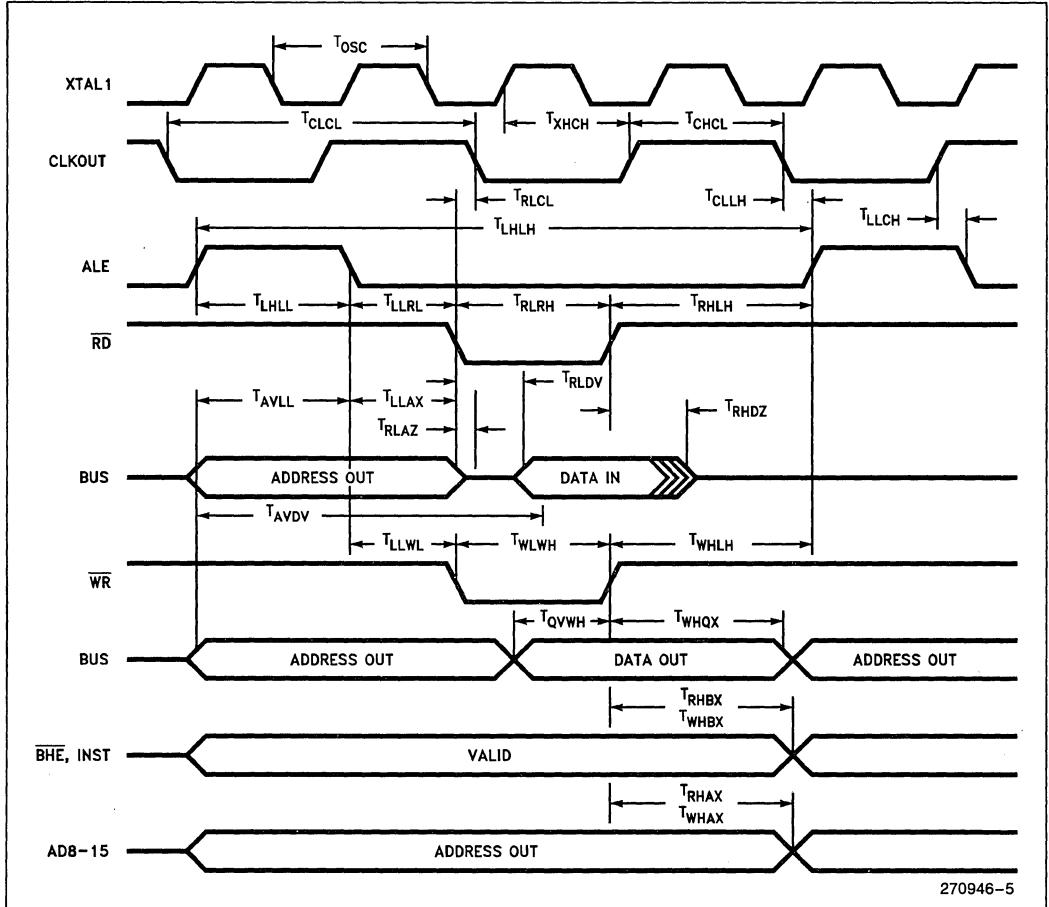 TOSC
XTAL1
TCLCL TXHCH TCHCL
CLKOUT
TRLCL TCLLH
TLHLH TLLCH
ALE
TLHLL TLLRL TRLRH TRHLH
RD
TRLDV
TAVLL TLLAX TRHDZ
TRLAZ
BUS ADDRESS OUT DATA IN
TAVDV
TLLWL TWLWH TWHLH
WR
TQVWH TWHQX
BUS ADDRESS OUT DATA OUT ADDRESS OUT
TRHBX
TWHBX
BHE, INST VALID
TRHAX
TWHAX
AD8-15 ADDRESS OUT
270946-5